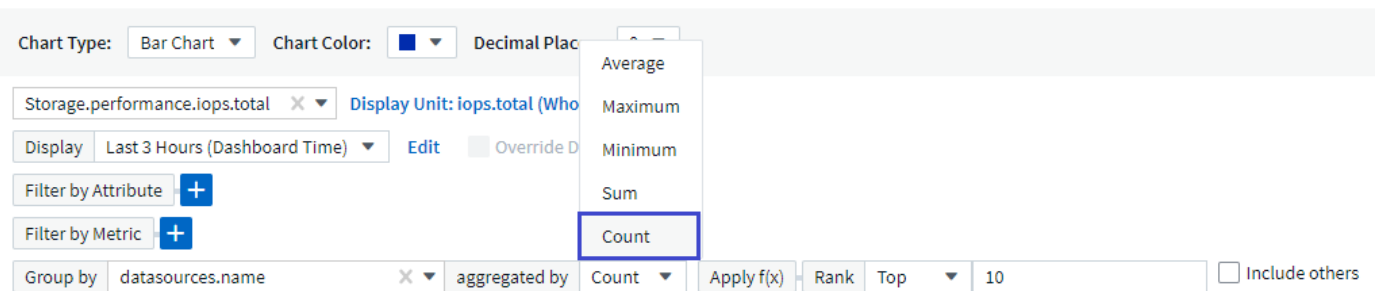 Chart Type: Bar Chart Chart Color: Decimal Plac
Average
Storage.performance.iops.total Display Unit: iops.total (Who
Maximum
Display Last 3 Hours (Dashboard Time) Edit Override D
Minimum
Filter by Attribute +
Sum
Filter by Metric +
Count
Group by datasources.name aggregated by Count Apply f(x) Rank Top 10 Include others